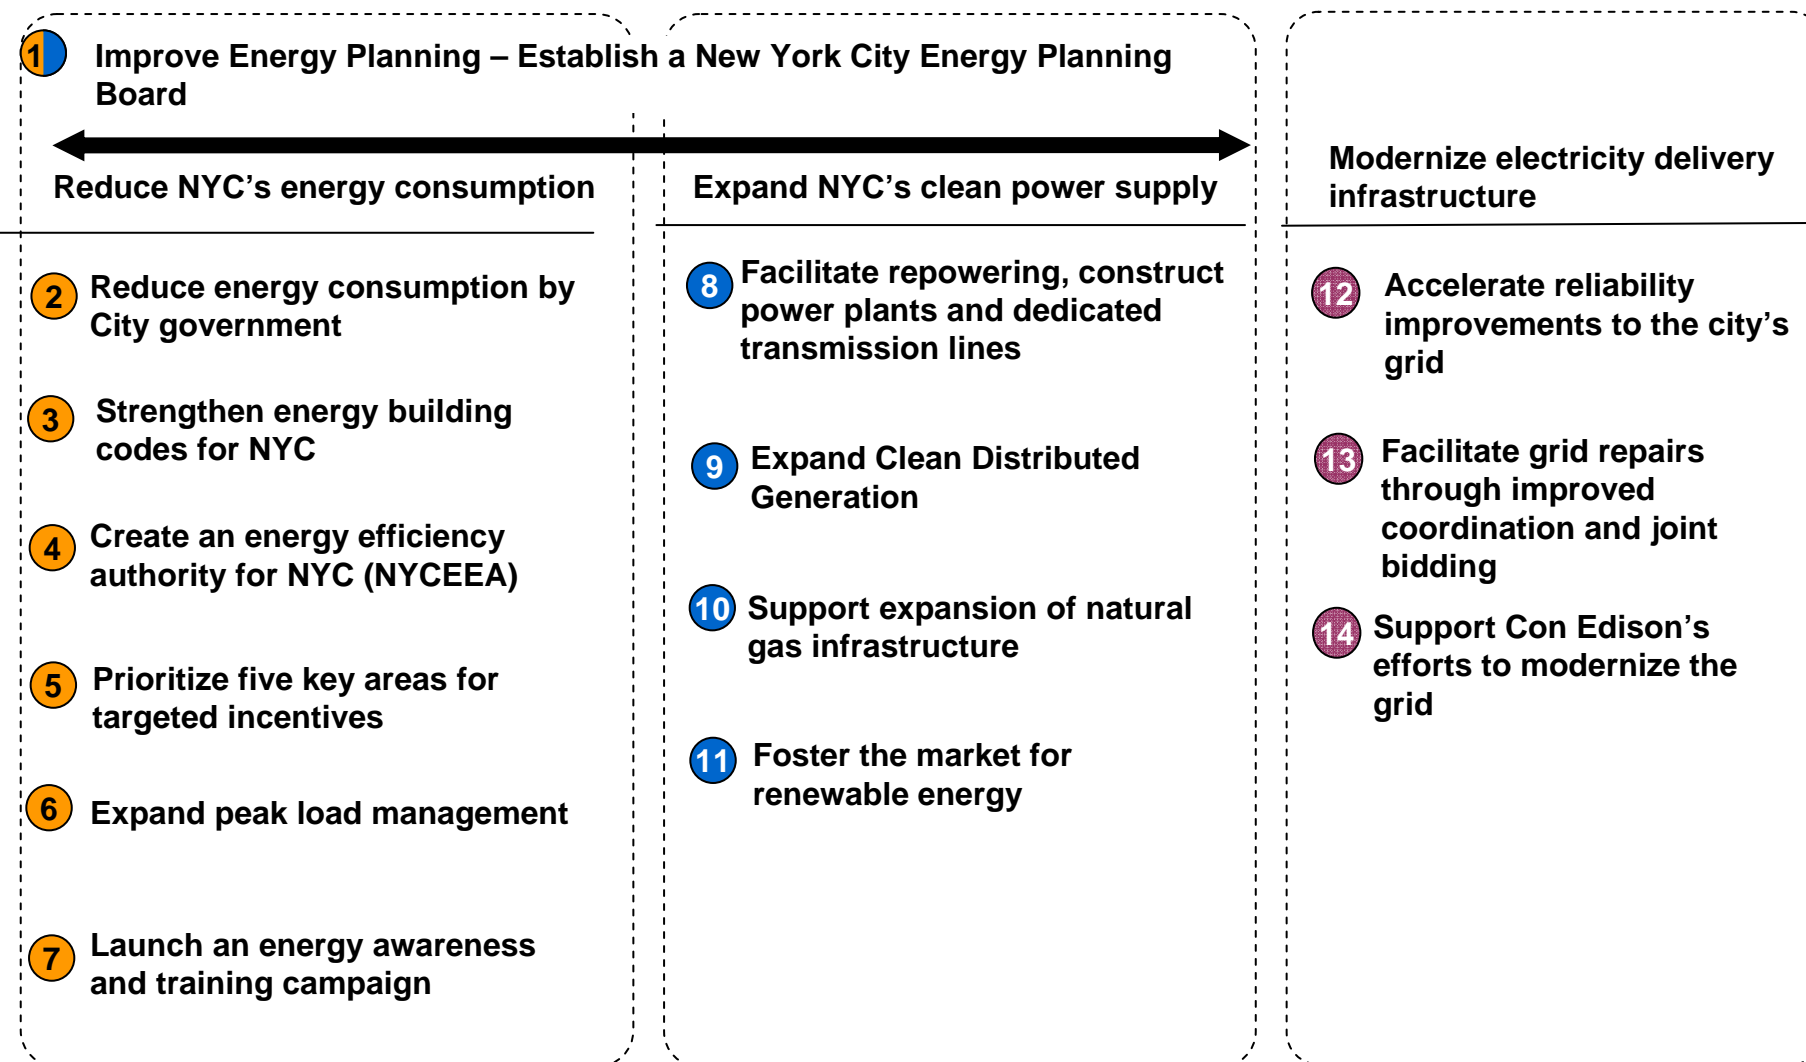 1
Improve Energy Planning – Establish a New York City Energy Planning
Board
Reduce NYC’s energy consumption
2
Reduce energy consumption by
City government
3
Strengthen energy building
codes for NYC
4
Create an energy efficiency
authority for NYC (NYCEEA)
5
Prioritize five key areas for
targeted incentives
6
Expand peak load management
7
Launch an energy awareness
and training campaign
Expand NYC’s clean power supply
8
Facilitate repowering, construct
power plants and dedicated
transmission lines
9
Expand Clean Distributed
Generation
10
Support expansion of natural
gas infrastructure
11
Foster the market for
renewable energy
Modernize electricity delivery
infrastructure
12
Accelerate reliability
improvements to the city’s
grid
13
Facilitate grid repairs
through improved
coordination and joint
bidding
14
Support Con Edison’s
efforts to modernize the
grid